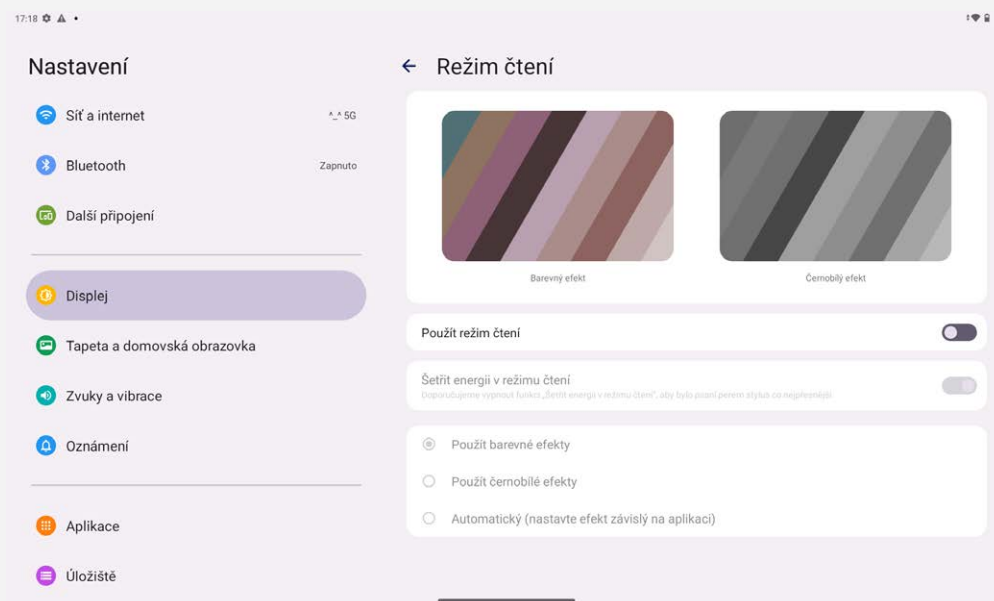 17:18
Nastavení
Síť a internet
^_^ 5G
Bluetooth
Zapnuto
Další připojení
Displej
Tapeta a domovská obrazovka
Zvuky a vibrace
Oznámení
Aplikace
Úložiště
Režim čtení
Barevný efekt
Černobílý efekt
Použít režim čtení
Šetřit energii v režimu čtení
Doporučujeme vypnout funkci „Šetřit energii v režimu čtení“, aby bylo psaní perem stylus co nejpřesnější.
Použít barevné efekty
Použít černobílé efekty
Automatický (nastavte efekt závislý na aplikaci)